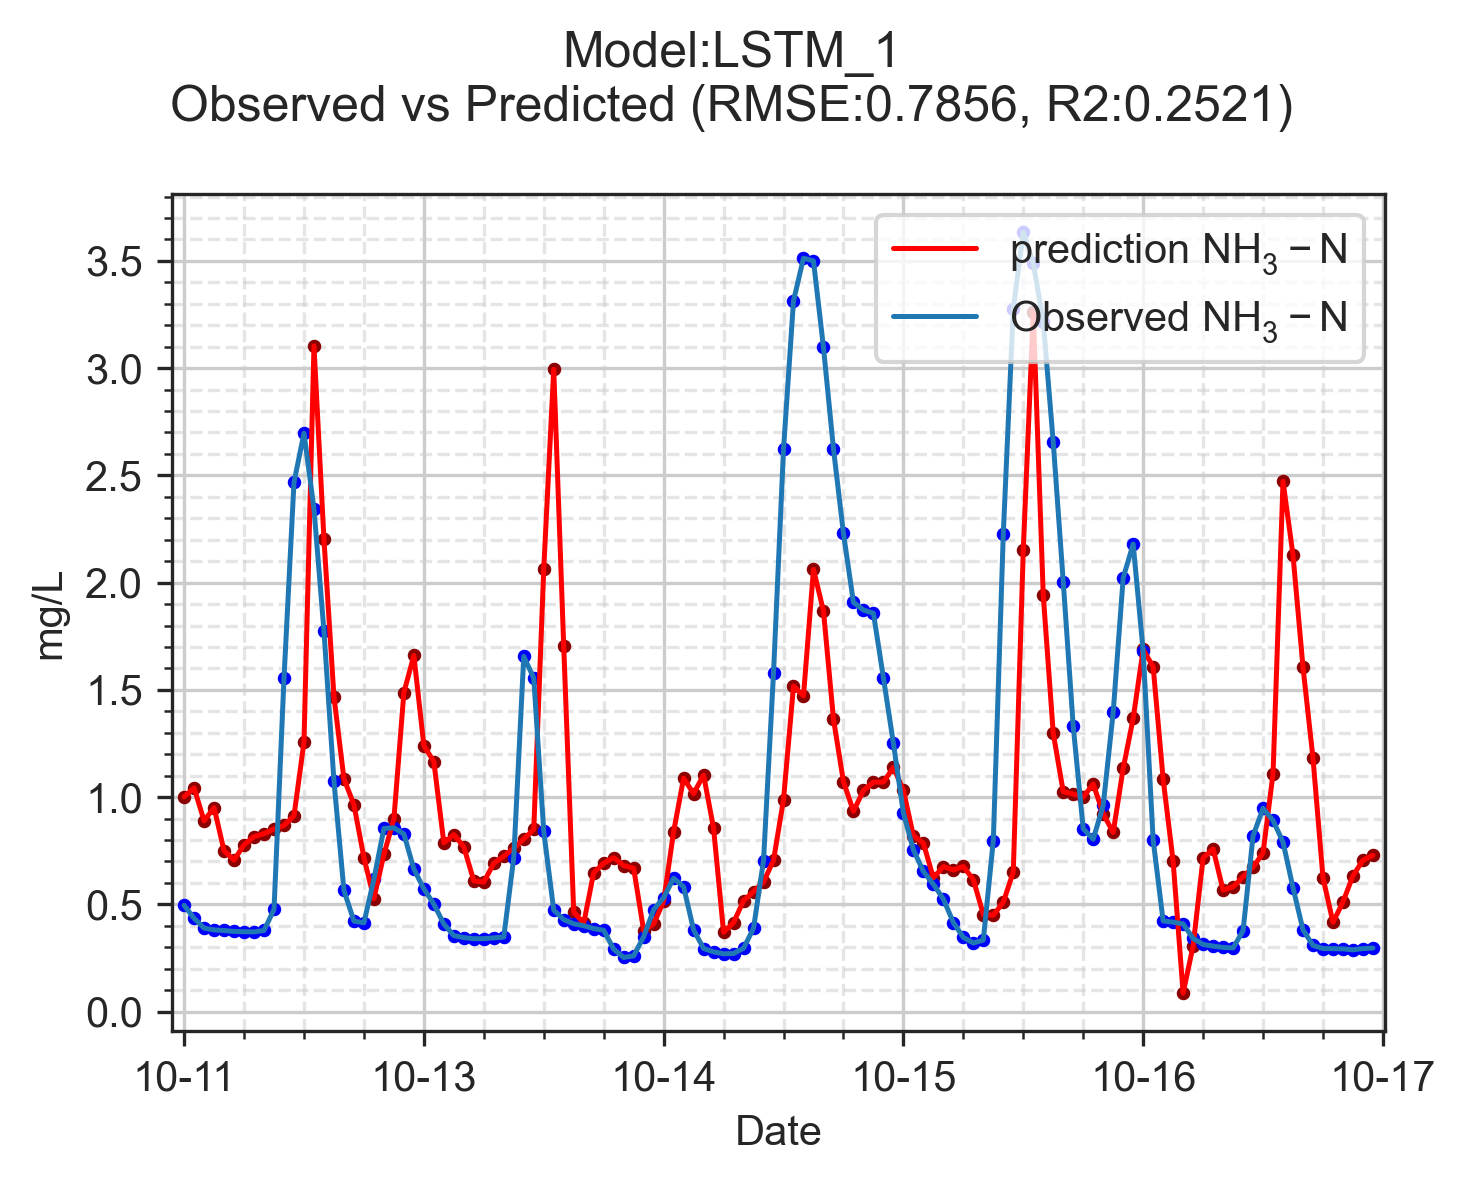 Model:LSTM_1
Observed vs Predicted (RMSE:0.7856, R2:0.2521)
prediction NH₃ − N
Observed NH₃ − N
3.5
3.0
2.5
2.0
1.5
1.0
0.5
0.0
mg/L
10-11 10-13 10-14 10-15 10-16 10-17
Date